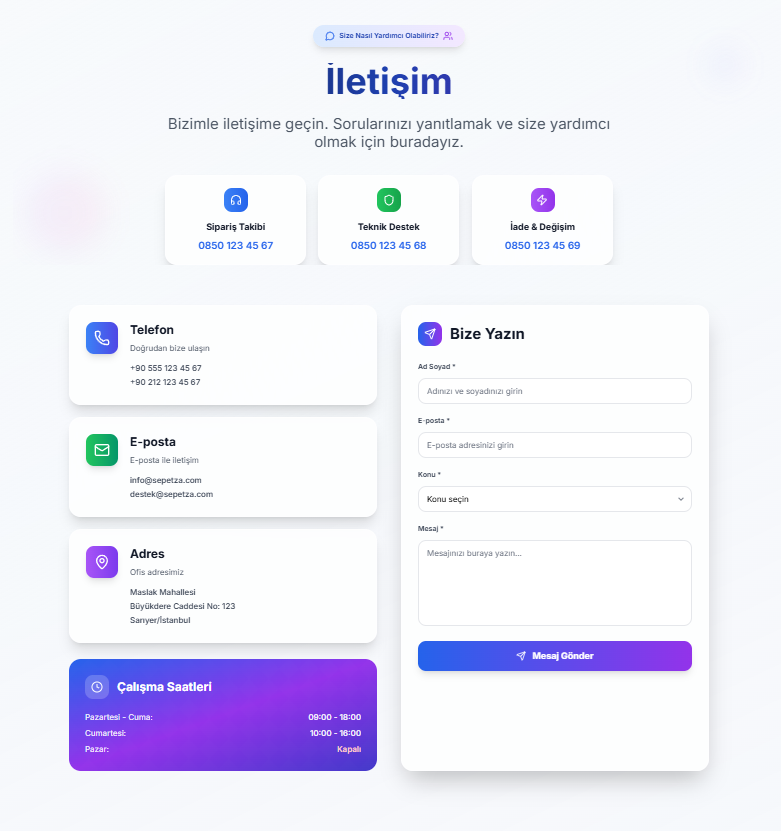 Size Nasıl Yardımcı Olabiliriz?
İletişim
Bizimle iletişime geçin. Sorularınızı yanıtlamak ve size yardımcı
olmak için buradayız.
Sipariş Takibi
0850 123 45 67
Teknik Destek
0850 123 45 68
İade & Değişim
0850 123 45 69
Telefon
Doğrudan bize ulaşın
+90 555 123 45 67
+90 212 123 45 67
E-posta
E-posta ile iletişim
info@sepetza.com
destek@sepetza.com
Adres
Ofis adresimiz
Maslak Mahallesi
Büyükdere Caddesi No: 123
Sarıyer/İstanbul
Çalışma Saatleri
Pazartesi - Cuma: 09:00 - 18:00
Cumartesi: 10:00 - 16:00
Pazar: Kapalı
Bize Yazın
Ad Soyad *
Adınızı ve soyadınızı girin
E-posta *
E-posta adresinizi girin
Konu *
Konu seçin
Mesaj *
Mesajınızı buraya yazın...
Mesaj Gönder